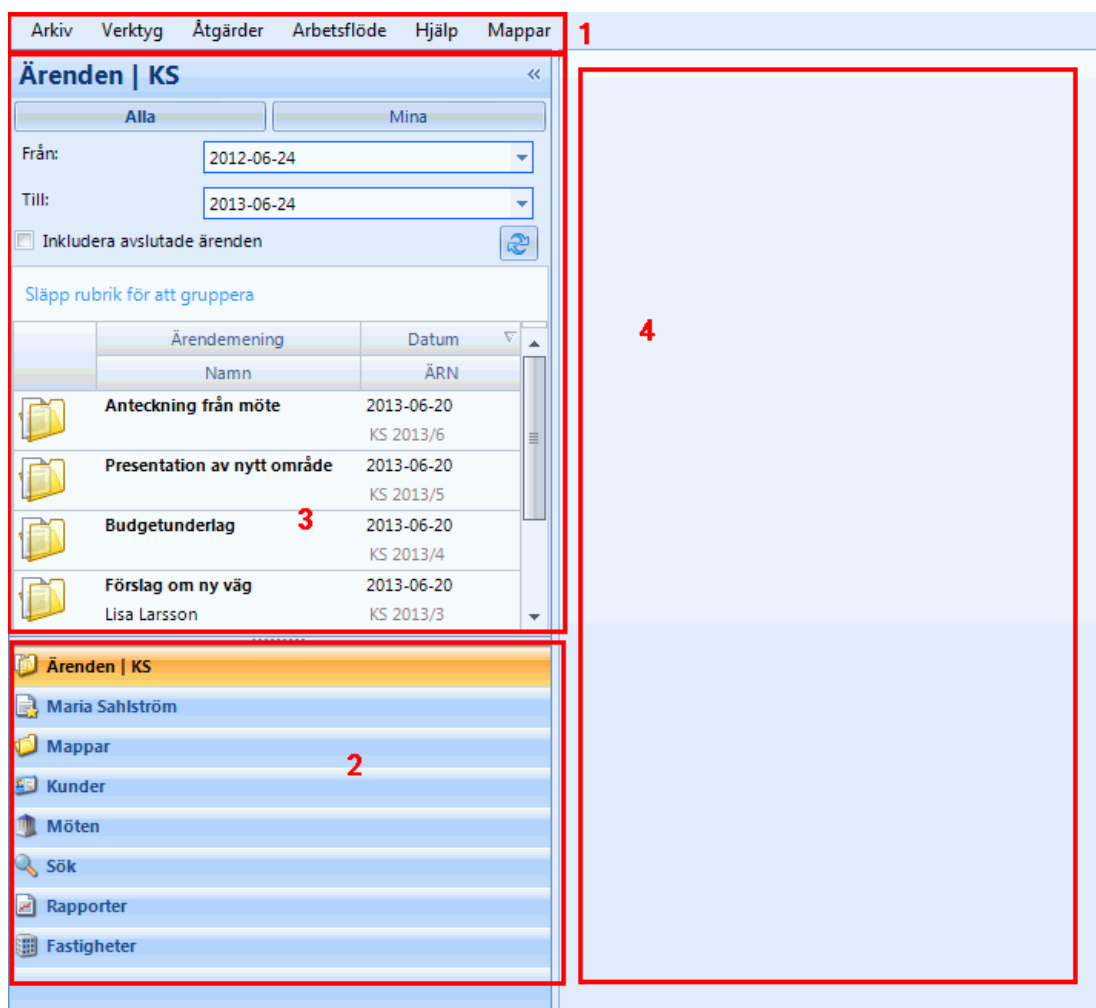 Arkiv Verktyg Åtgärder Arbetsflöde Hjälp Mappar 1
Ärenden | KS «
Alla Mina
Från: 2012-06-24
Till: 2013-06-24
Inkludera avslutade ärenden
Släpp rubrik för att gruppera
Ärendemening Datum
Namn ÄRN
4
Anteckning från möte 2013-06-20
KS 2013/6
Presentation av nytt område 2013-06-20
KS 2013/5
Budgetunderlag 3 2013-06-20
KS 2013/4
Förslag om ny väg 2013-06-20
Lisa Larsson KS 2013/3
Ärenden | KS
Maria Sahlström
Mappar
2
Kunder
Möten
Sök
Rapporter
Fastigheter